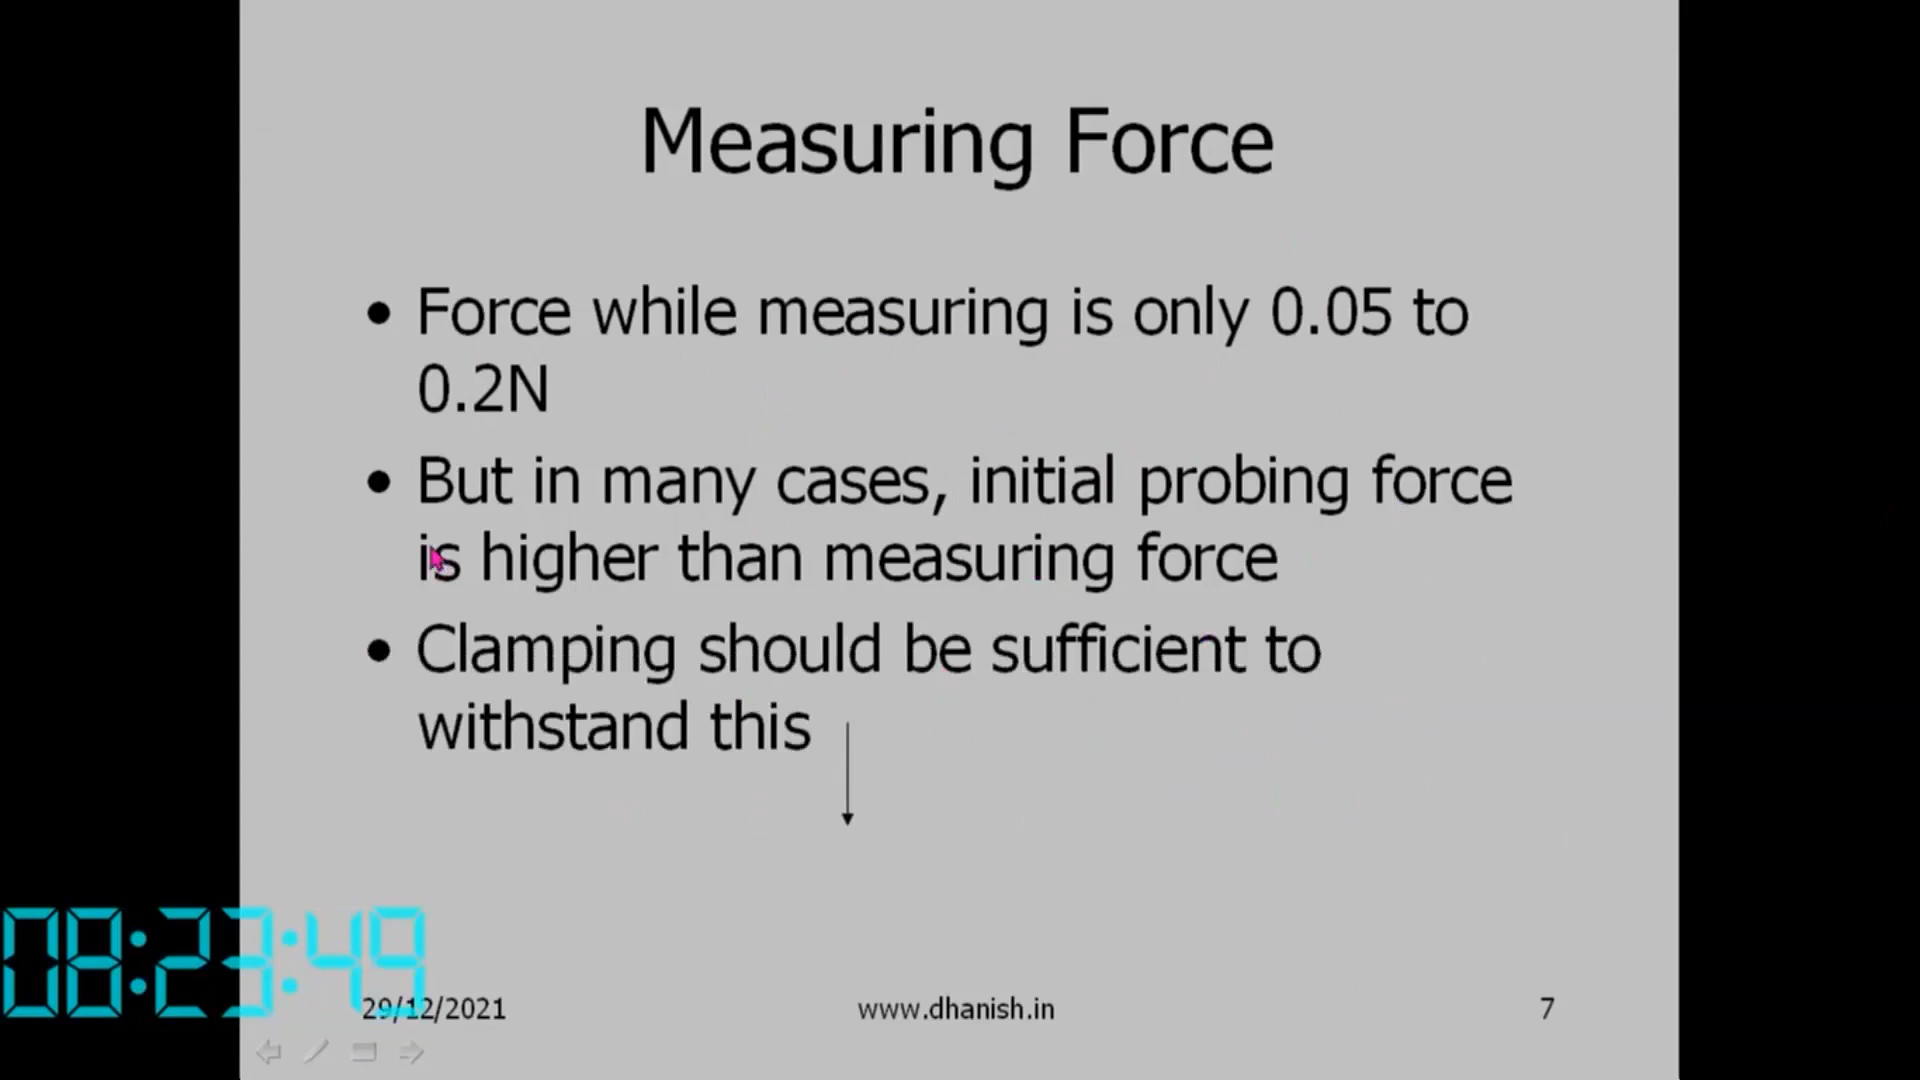 Measuring Force
• Force while measuring is only 0.05 to
0.2N
• But in many cases, initial probing force
is higher than measuring force
• Clamping should be sufficient to
withstand this
08:23:49
29/12/2021
www.dhanish.in
7